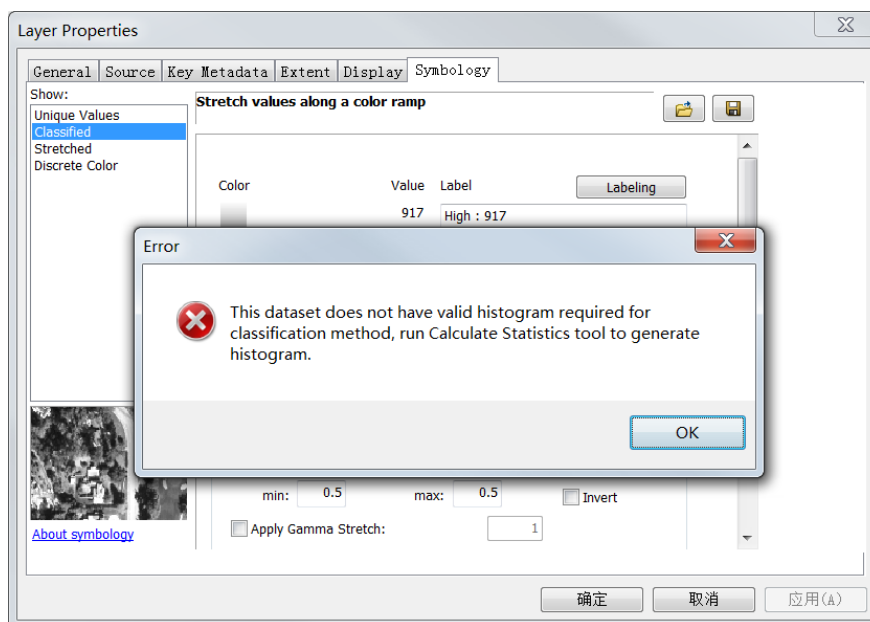 Layer Properties
General Source Key Metadata Extent Display Symbology
Show:
Unique Values
Classified
Stretched
Discrete Color
Stretch values along a color ramp
Color Value Label Labeling
917 High : 917
Error
This dataset does not have valid histogram required for
classification method, run Calculate Statistics tool to generate
histogram.
OK
min: 0.5 max: 0.5 Invert
About symbology
Apply Gamma Stretch: 1
确定 取消 应用(A)